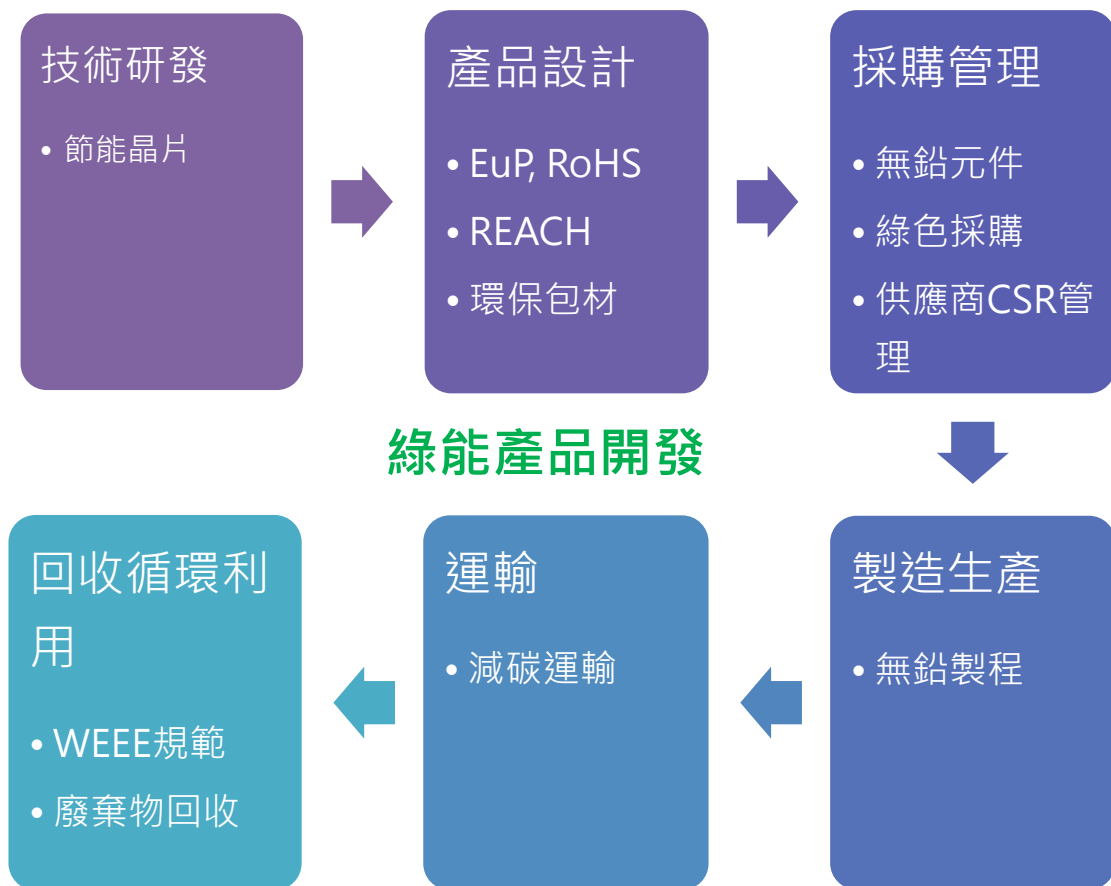 技術研發
• 節能晶片
產品設計
• EuP, RoHS
• REACH
• 環保包材
採購管理
• 無鉛元件
• 綠色採購
• 供應商CSR管
理
綠能產品開發
製造生產
• 無鉛製程
運輸
• 減碳運輸
回收循環利
用
• WEEE規範
• 廢棄物回收